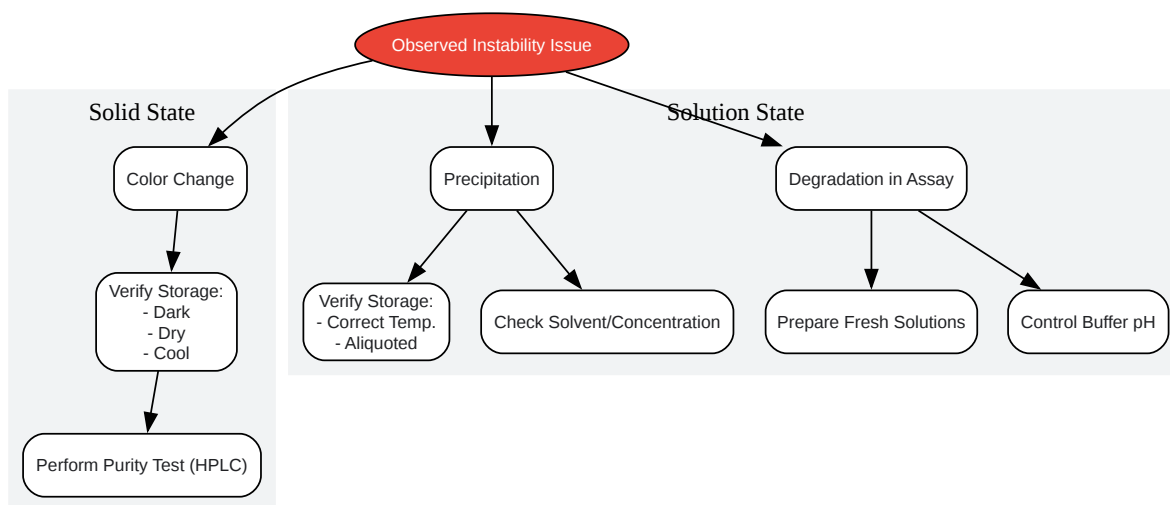 Observed Instability Issue
Solid State
Solution State
Color Change
Precipitation
Degradation in Assay
Verify Storage:
- Dark
- Dry
- Cool
Verify Storage:
- Correct Temp.
- Aliquoted
Check Solvent/Concentration
Prepare Fresh Solutions
Control Buffer pH
Perform Purity Test (HPLC)